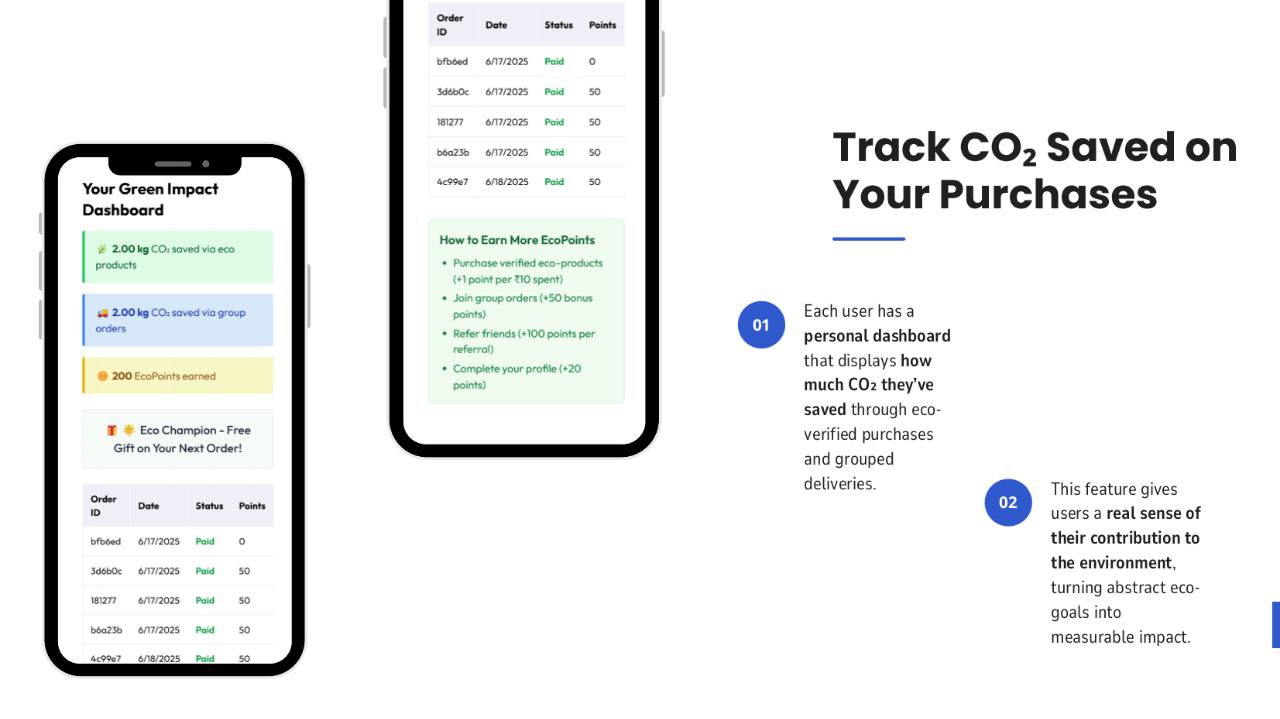 Your Green Impact
Dashboard
🌿 2.00 kg CO₂ saved via eco
products
🚚 2.00 kg CO₂ saved via group
orders
🪙 200 EcoPoints earned
🎁 🌟 Eco Champion - Free
Gift on Your Next Order!
Order ID Date Status Points
bfb6ed 6/17/2025 Paid 0
3d6b0c 6/17/2025 Paid 50
181277 6/17/2025 Paid 50
b6a23b 6/17/2025 Paid 50
4c99e7 6/18/2025 Paid 50
Order ID Date Status Points
bfb6ed 6/17/2025 Paid 0
3d6b0c 6/17/2025 Paid 50
181277 6/17/2025 Paid 50
b6a23b 6/17/2025 Paid 50
4c99e7 6/18/2025 Paid 50
How to Earn More EcoPoints
• Purchase verified eco-products
(+1 point per ₹10 spent)
• Join group orders (+50 bonus
points)
• Refer friends (+100 points per
referral)
• Complete your profile (+20
points)
Track CO₂ Saved on
Your Purchases
01
Each user has a
personal dashboard
that displays how
much CO₂ they’ve
saved through eco-
verified purchases
and grouped
deliveries.
02
This feature gives
users a real sense of
their contribution to
the environment,
turning abstract eco-
goals into
measurable impact.